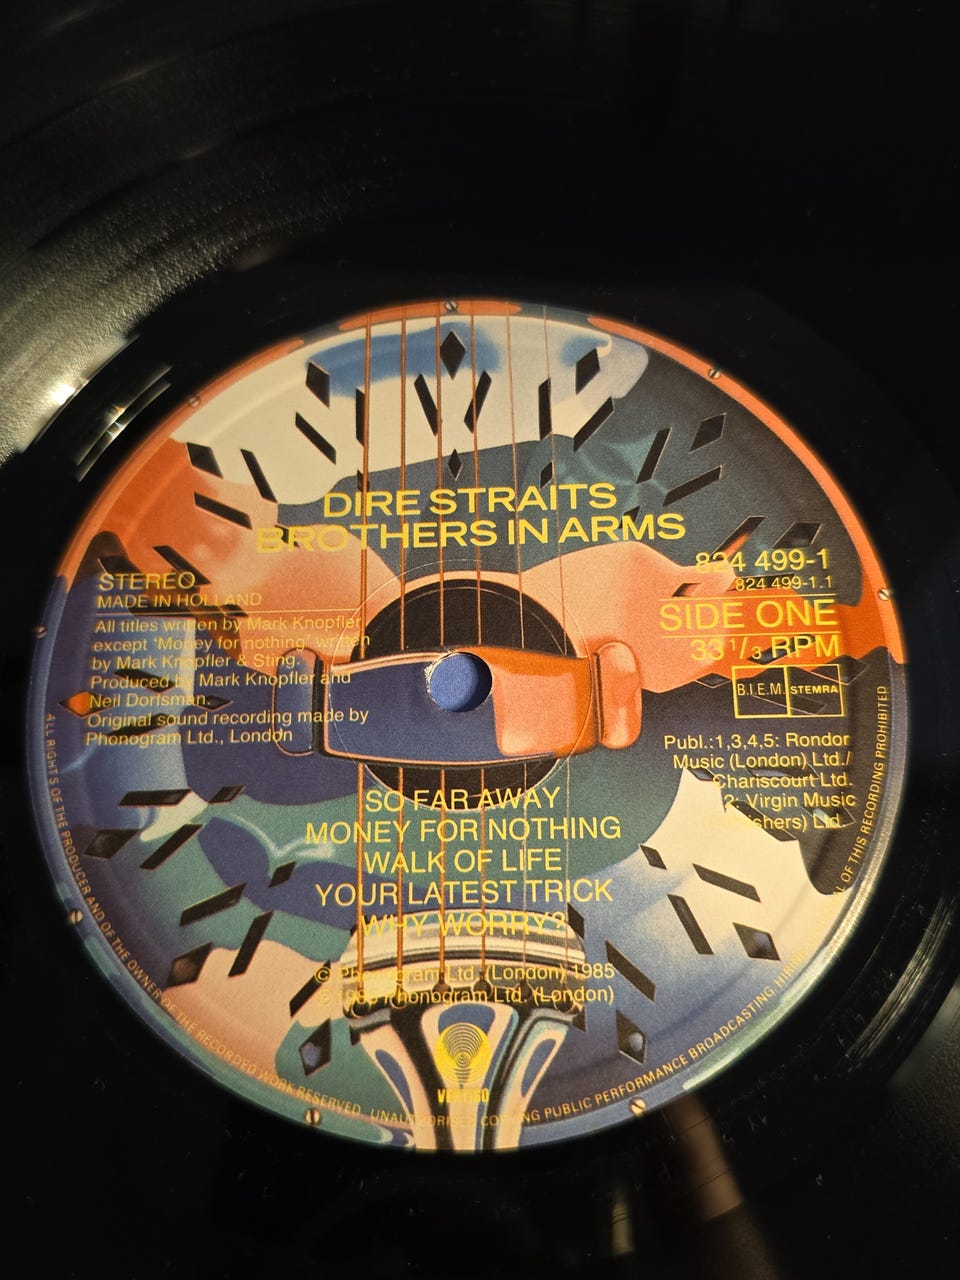 DIRE STRAITS
BROTHERS IN ARMS
STEREO
MADE IN HOLLAND
All titles written by Mark Knopfler
except 'Money for nothing' written
by Mark Knopfler & Sting.
Produced by Mark Knopfler and
Neil Dorfsman.
Original sound recording made by
Phonogram Ltd., London
824 499-1
824 499-1.1
SIDE ONE
33 1/3 RPM
B.I.E.M. STEMRA
Publ.:1,3,4,5: Rondor
Music (London) Ltd./
Chariscourt Ltd.
2: Virgin Music
Ltd.
SO FAR AWAY
MONEY FOR NOTHING
WALK OF LIFE
YOUR LATEST TRICK
WHY WORRY?
© Phonogram Ltd. (London) 1985
℗ 1985 Phonogram Ltd. (London)
VERTIGO
ALL RIGHTS OF THE PRODUCER AND OF THE OWNER OF THE RECORDED WORK RESERVED. UNAUTHORISED COPYING PUBLIC PERFORMANCE BROADCASTING HIRING OF THIS RECORDING PROHIBITED